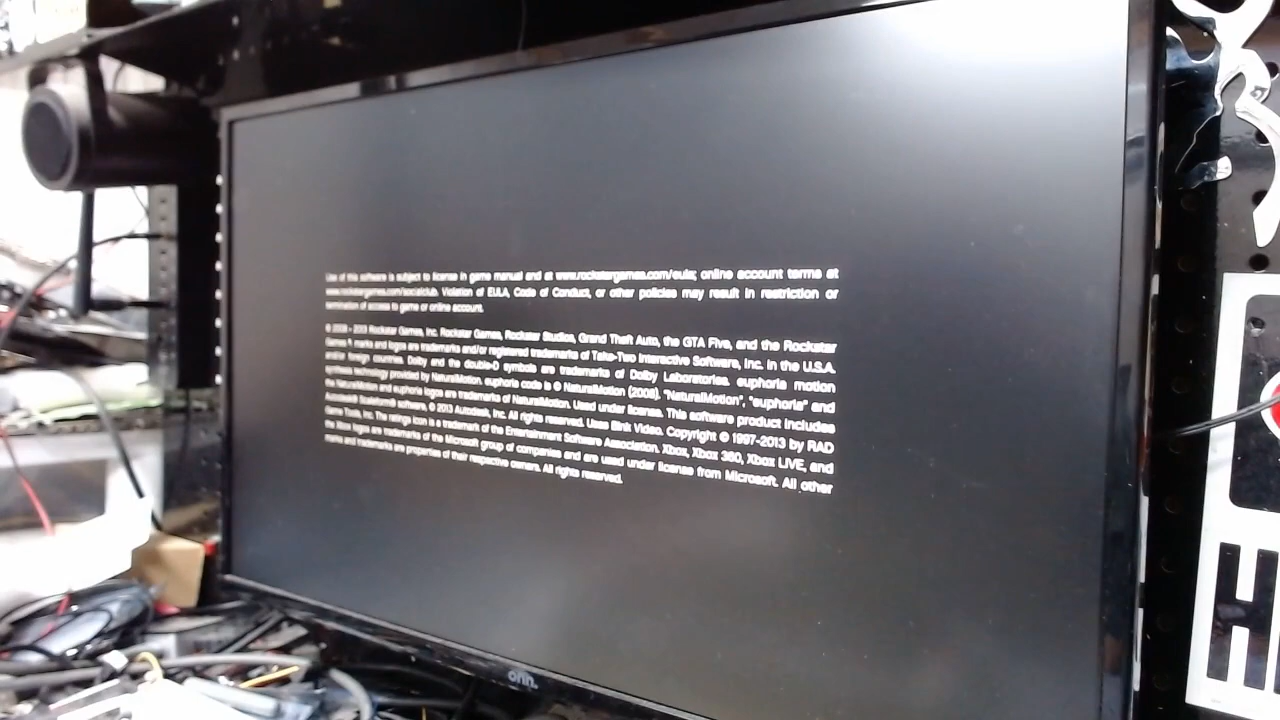 Use of this software is subject to license in game manual and at www.rockstargames.com/eula; online account terms at
www.rockstargames.com/socialclub. Violation of EULA, Code of Conduct, or other policies may result in restriction or
termination of access to game or online account.
© 2008 - 2013 Rockstar Games, Inc. Rockstar Games, Rockstar Studios, Grand Theft Auto, the GTA Five, and the Rockstar
Games R marks and logos are trademarks and/or registered trademarks of Take-Two Interactive Software, Inc. in the U.S.A.
and/or foreign countries. Dolby and the double-D symbols are trademarks of Dolby Laboratories. euphoria motion
synthesis technology provided by NaturalMotion. euphoria code is © NaturalMotion (2008). "NaturalMotion", "euphoria" and
the NaturalMotion and euphoria logos are trademarks of NaturalMotion. Used under license. This software product includes
Autodesk® Scaleform® software, © 2013 Autodesk, Inc. All rights reserved. Uses Bink Video. Copyright © 1997-2013 by RAD
Game Tools, Inc. The ratings icon is a trademark of the Entertainment Software Association. Xbox, Xbox 360, Xbox LIVE, and
the Xbox logos are trademarks of the Microsoft group of companies and are used under license from Microsoft. All other
marks and trademarks are properties of their respective owners. All rights reserved.
onn.